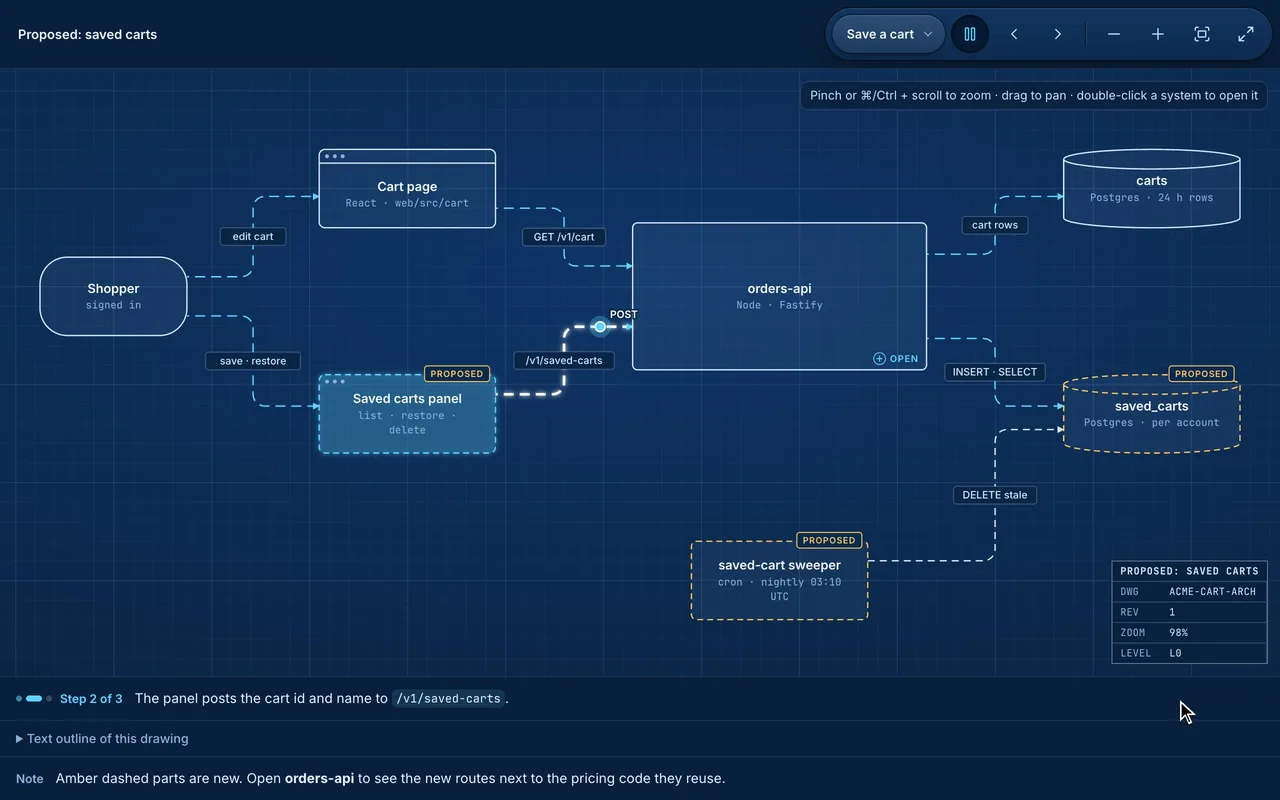 Proposed: saved carts
Save a cart
Pinch or ⌘/Ctrl + scroll to zoom · drag to pan · double-click a system to open it
Cart page
React · web/src/cart
carts
Postgres · 24 h rows
edit cart
GET /v1/cart
cart rows
Shopper
signed in
orders-api
Node · Fastify
POST
OPEN
save · restore
/v1/saved-carts
INSERT · SELECT
PROPOSED
Saved carts panel
list · restore ·
delete
PROPOSED
saved_carts
Postgres · per account
DELETE stale
PROPOSED
saved-cart sweeper
cron · nightly 03:10
UTC
PROPOSED: SAVED CARTS
DWG ACME-CART-ARCH
REV 1
ZOOM 98%
LEVEL L0
Step 2 of 3 The panel posts the cart id and name to /v1/saved-carts.
Text outline of this drawing
Note Amber dashed parts are new. Open orders-api to see the new routes next to the pricing code they reuse.